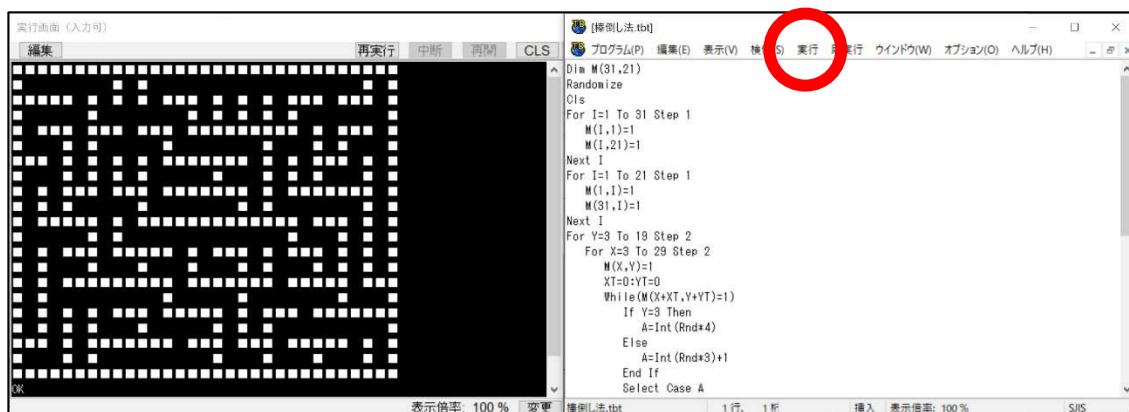 実行画面（入力可）
編集 再実行 中断 再開 CLS
OK
表示倍率: 100 % 変更
[棒倒し法.tbt]
プログラム(P) 編集(E) 表示(V) 実行 ウインドウ(W) オプション(O) ヘルプ(H)
Dim M(31,21)
Randomize
Cls
For I=1 To 31 Step 1
M(I,1)=1
M(I,21)=1
Next I
For I=1 To 21 Step 1
M(1,I)=1
M(31,I)=1
Next I
For Y=3 To 19 Step 2
For X=3 To 29 Step 2
M(X,Y)=1
XT=0:YT=0
While(M(X+XT,Y+YT)=1)
If Y=3 Then
A=Int(Rnd*4)
Else
A=Int(Rnd*3)+1
End If
Select Case A
棒倒し法.tbt 1行, 1桁 挿入 表示倍率: 100 % SJIS